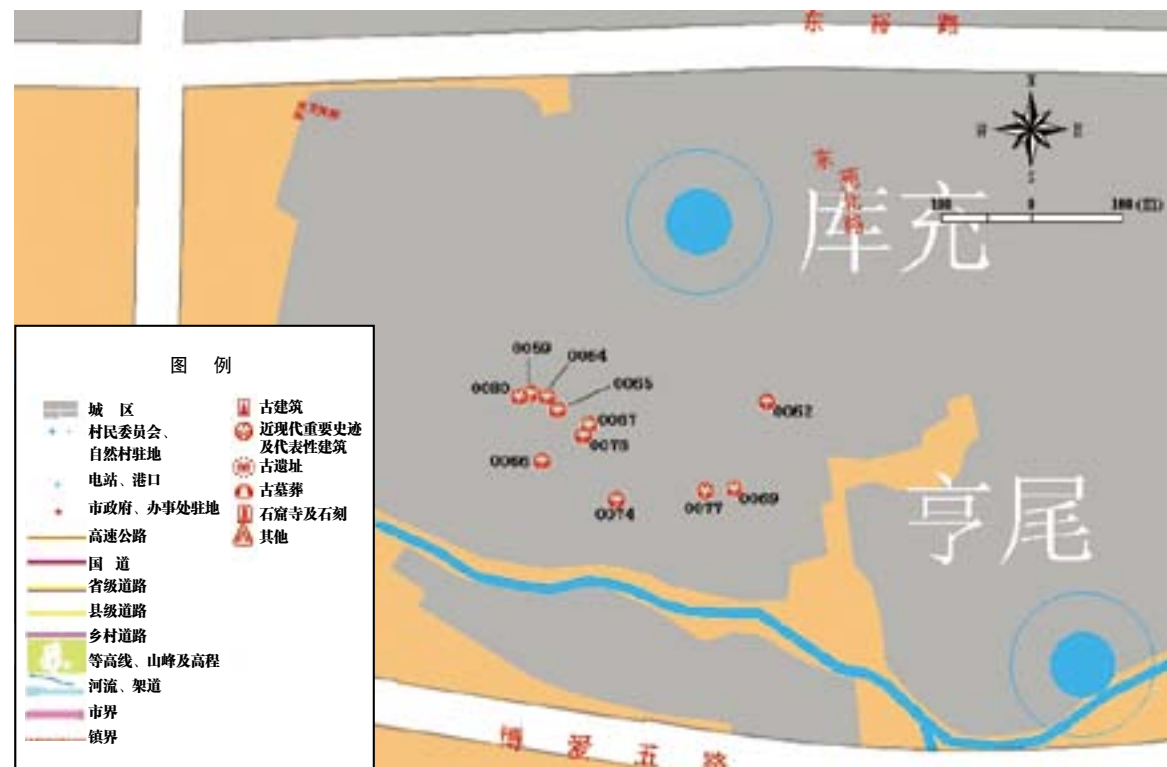 东 裕 路
N
W E
S
100 0 100(m)
库充
0059
0064
0080
0065
0067
0062
0066
0074
0077
0069
亨尾
博 爱 五 路
图 例
城 区
村民委员会、
自然村驻地
电站、港口
市政府、办事处驻地
高速公路
国 道
省级道路
县级道路
乡村道路
等高线、山峰及高程
河流、架道
市界
镇界
古建筑
近现代重要史迹
及代表性建筑
古遗址
古墓葬
石窟寺及石刻
其他